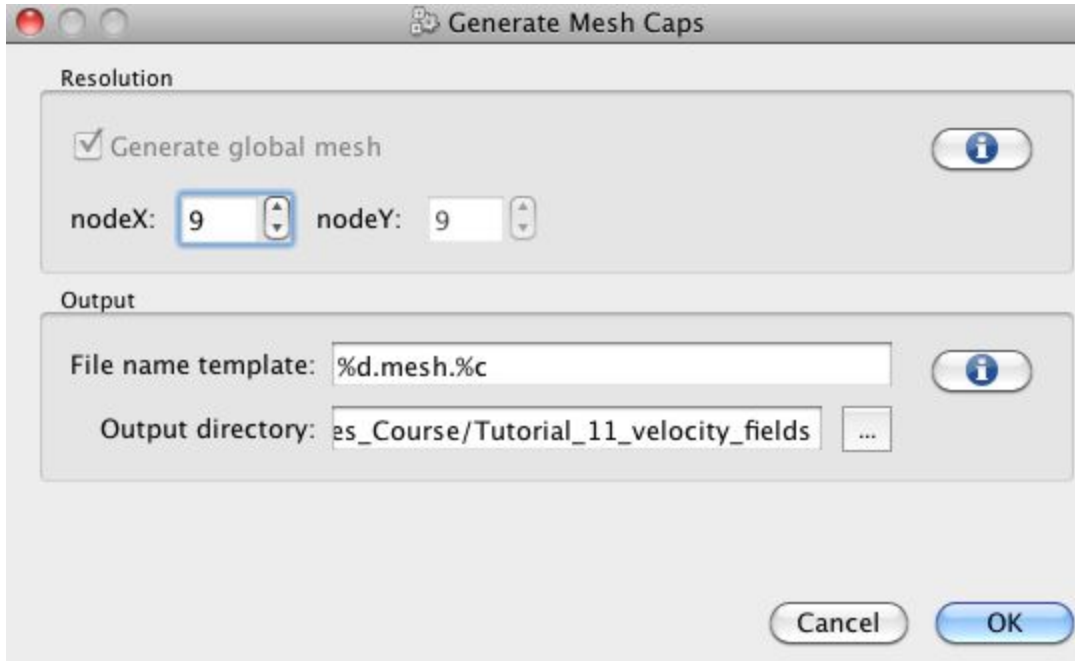 Generate Mesh Caps
Resolution
Generate global mesh
nodeX: 9 nodeY: 9
Output
File name template: %d.mesh.%c
Output directory: es_Course/Tutorial_11_velocity_fields ...
Cancel OK